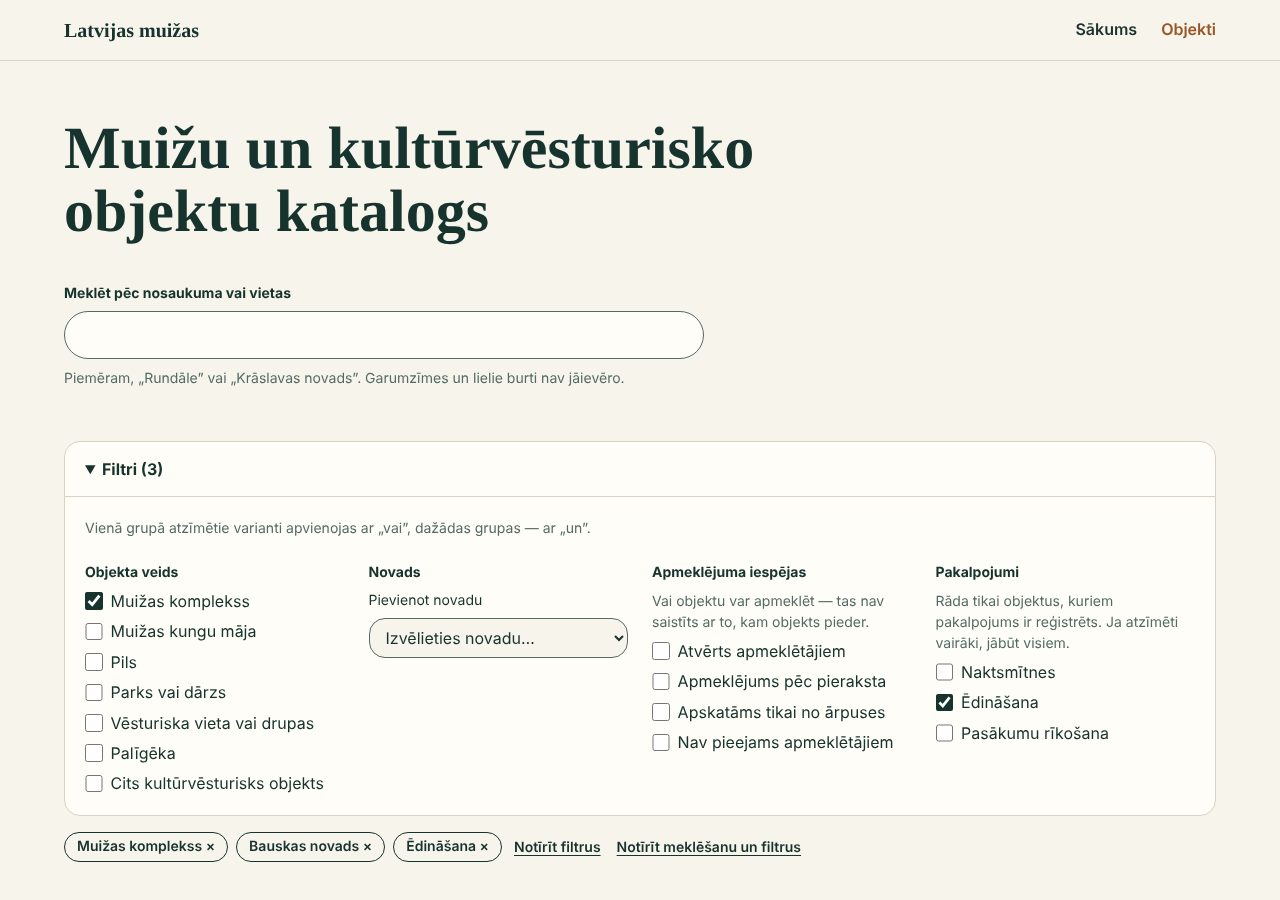 Latvijas muižas
Sākums
Objekti
Muižu un kultūrvēsturisko
objektu katalogs
Meklēt pēc nosaukuma vai vietas
Piemēram, „Rundāle” vai „Krāslavas novads”. Garumzīmes un lielie burti nav jāievēro.
▼ Filtri (3)
Vienā grupā atzīmētie varianti apvienojas ar „vai”, dažādas grupas — ar „un”.
Objekta veids
Muižas komplekss
Muižas kungu māja
Pils
Parks vai dārzs
Vēsturiska vieta vai drupas
Palīgēka
Cits kultūrvēsturisks objekts
Novads
Pievienot novadu
Izvēlieties novadu...
Apmeklējuma iespējas
Vai objektu var apmeklēt — tas nav
saistīts ar to, kam objekts pieder.
Atvērts apmeklētājiem
Apmeklējums pēc pieraksta
Apskatāms tikai no ārpuses
Nav pieejams apmeklētājiem
Pakalpojumi
Rāda tikai objektus, kuriem
pakalpojums ir reģistrēts. Ja atzīmēti
vairāki, jābūt visiem.
Naktsmītnes
Ēdināšana
Pasākumu rīkošana
Muižas komplekss ×
Bauskas novads ×
Ēdināšana ×
Notīrīt filtrus
Notīrīt meklēšanu un filtrus